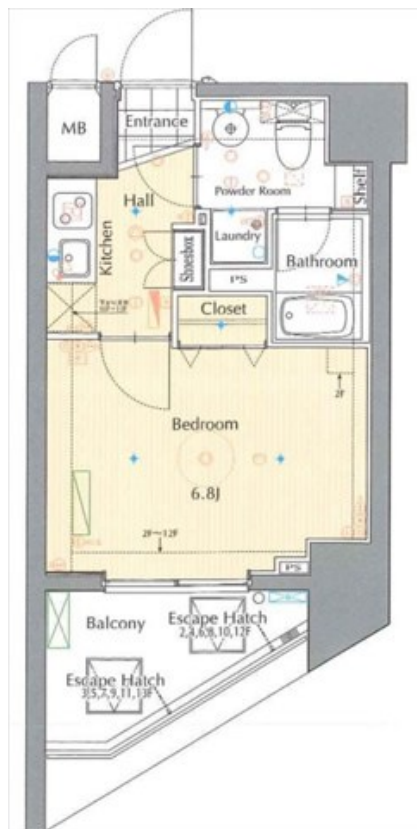 MB
Entrance
Powder Room
Shelf
Hall
Kitchen
Shoesbox
Laundry
Bathroom
PS
Closet
2F
Bedroom
6.8J
2F〜12F
PS
Balcony
Escape Hatch
2,4,6,8,10,12F
Escape Hatch
3,5,7,9,11,13F